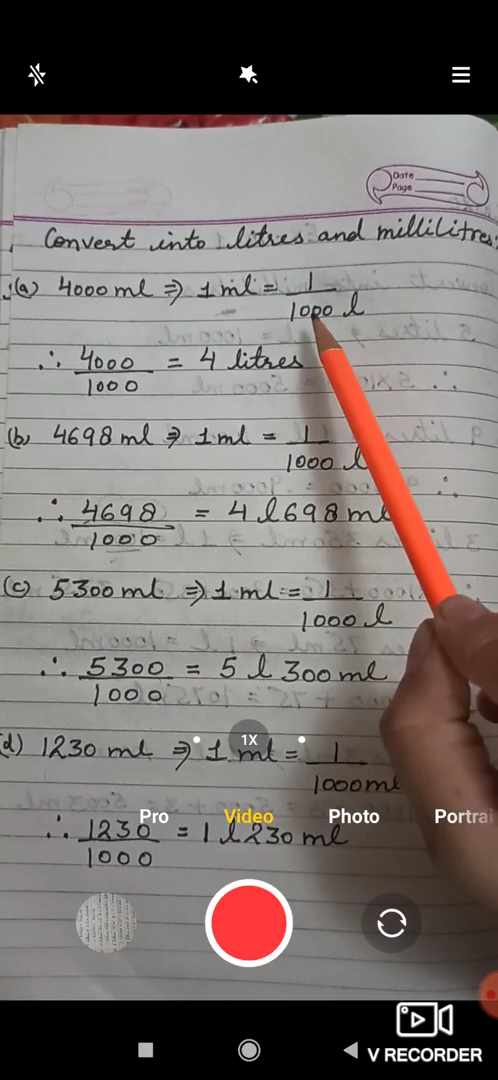 Date
Page
Convert into litres and millilitres:
(a) 4000 ml ⇒ 1 ml = 1/1000 l
∴ 4000/1000 = 4 litres
(b) 4698 ml ⇒ 1 ml = 1/1000 l
∴ 4698/1000 = 4 l 698 ml
(c) 5300 ml ⇒ 1 ml = 1/1000 l
∴ 5300/1000 = 5 l 300 ml
(d) 1230 ml ⇒ 1 ml = 1/1000 ml
1X
Pro Video Photo Portrai
∴ 1230/1000 = 1 l 230 ml
V RECORDER